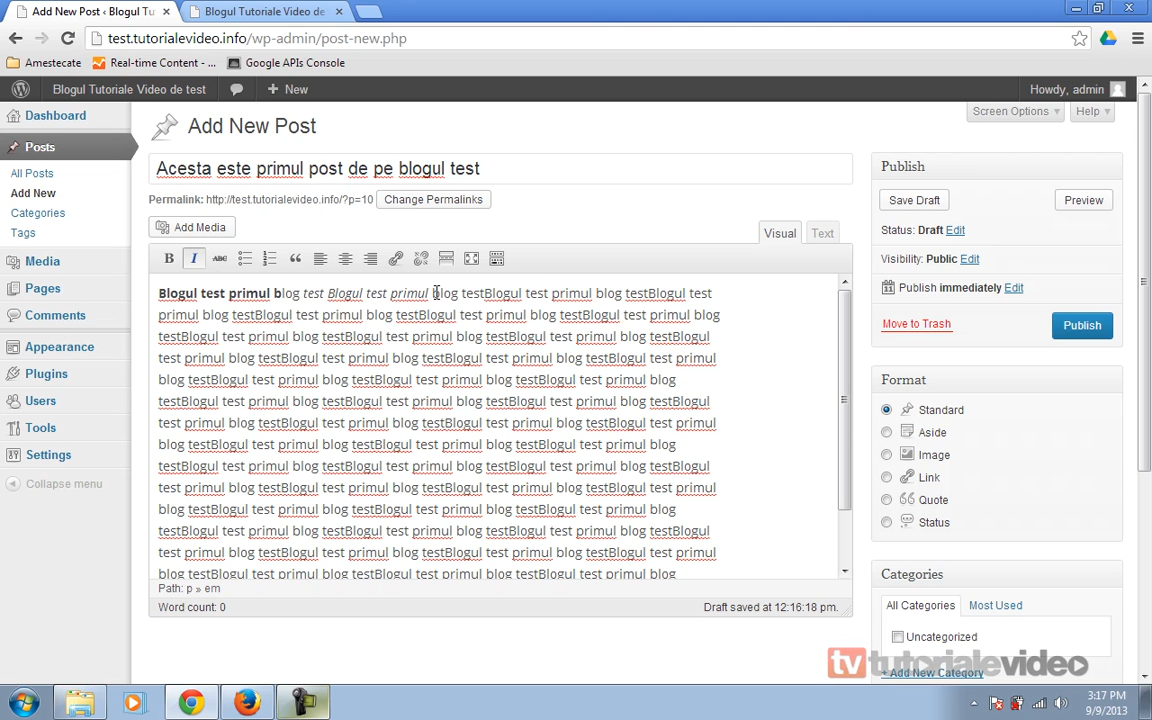 Add New Post ‹ Blogul Tu
Blogul Tutoriale Video de
test.tutorialevideo.info/wp-admin/post-new.php
Amestecate
Real-time Content - ...
Google APIs Console
Blogul Tutoriale Video de test
+ New
Howdy, admin
Dashboard
Posts
All Posts
Add New
Categories
Tags
Media
Pages
Comments
Appearance
Plugins
Users
Tools
Settings
Collapse menu
Screen Options
Help
Add New Post
Acesta este primul post de pe blogul test
Permalink: http://test.tutorialevideo.info/?p=10 Change Permalinks
Add Media
Visual
Text
B I ABC
Blogul test primul blog test Blogul test primul blog testBlogul test primul blog testBlogul test
primul blog testBlogul test primul blog testBlogul test primul blog testBlogul test primul blog
testBlogul test primul blog testBlogul test primul blog testBlogul test primul blog testBlogul
test primul blog testBlogul test primul blog testBlogul test primul blog testBlogul test primul
blog testBlogul test primul blog testBlogul test primul blog testBlogul test primul blog
testBlogul test primul blog testBlogul test primul blog testBlogul test primul blog testBlogul
test primul blog testBlogul test primul blog testBlogul test primul blog testBlogul test primul
blog testBlogul test primul blog testBlogul test primul blog testBlogul test primul blog
testBlogul test primul blog testBlogul test primul blog testBlogul test primul blog testBlogul
test primul blog testBlogul test primul blog testBlogul test primul blog testBlogul test primul
blog testBlogul test primul blog testBlogul test primul blog testBlogul test primul blog
testBlogul test primul blog testBlogul test primul blog testBlogul test primul blog testBlogul
test primul blog testBlogul test primul blog testBlogul test primul blog testBlogul test primul
blog testBlogul test primul blog testBlogul test primul blog testBlogul test primul blog
Path: p » em
Word count: 0
Draft saved at 12:16:18 pm.
Publish
Save Draft
Preview
Status: Draft Edit
Visibility: Public Edit
Publish immediately Edit
Move to Trash
Publish
Format
Standard
Aside
Image
Link
Quote
Status
Categories
All Categories
Most Used
Uncategorized
+ Add New Category
tv tutorialevideo
3:17 PM
9/9/2013